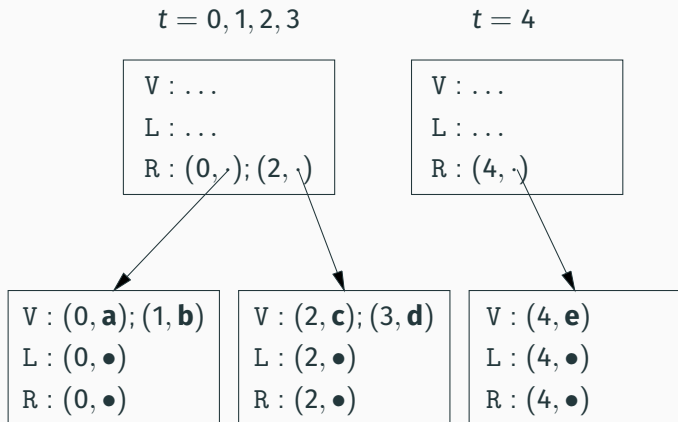 t = 0, 1, 2, 3
t = 4
V : ...
L : ...
R : (0, ·); (2, ·)
V : ...
L : ...
R : (4, ·)
V : (0, a); (1, b)
L : (0, •)
R : (0, •)
V : (2, c); (3, d)
L : (2, •)
R : (2, •)
V : (4, e)
L : (4, •)
R : (4, •)